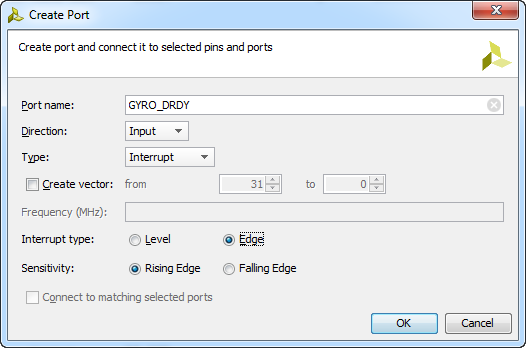 Create Port
Create port and connect it to selected pins and ports
Port name: GYRO_DRDY
Direction: Input
Type: Interrupt
Create vector: from 31 to 0
Frequency (MHz):
Interrupt type: Level Edge
Sensitivity: Rising Edge Falling Edge
Connect to matching selected ports
OK Cancel